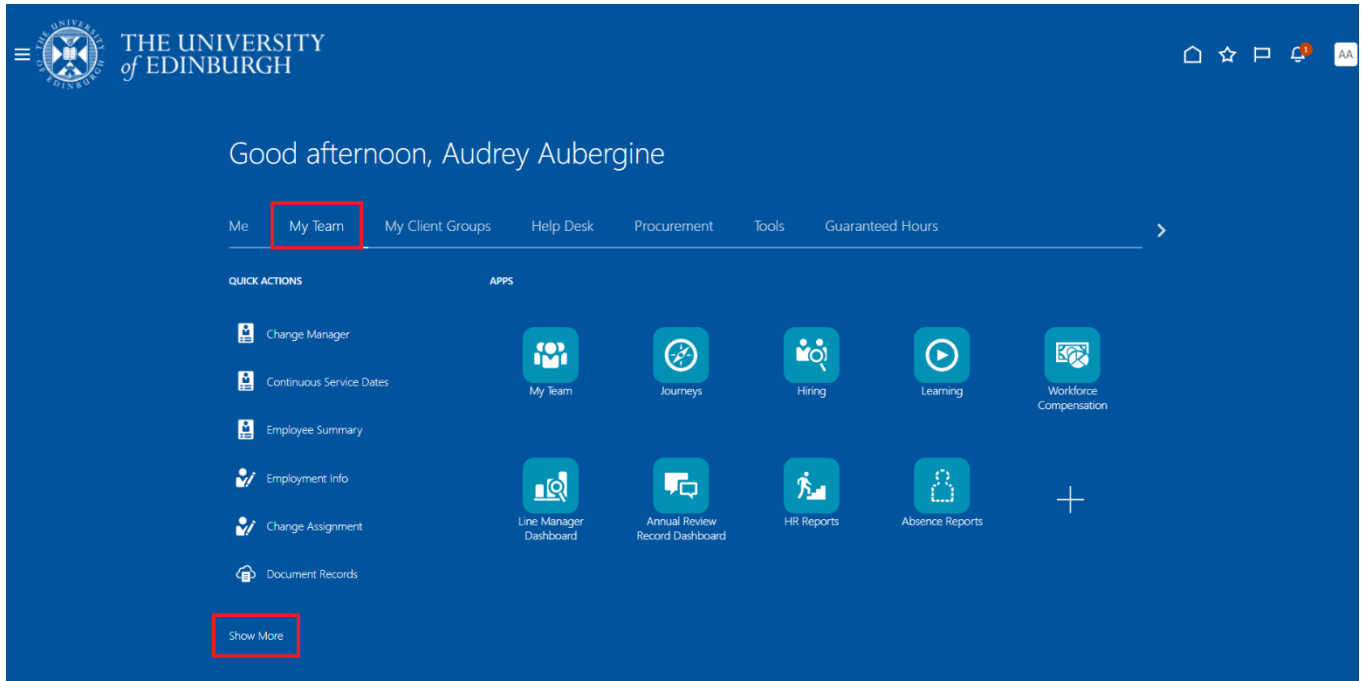 THE UNIVERSITY
of EDINBURGH
1
AA
Good afternoon, Audrey Aubergine
Me
My Team
My Client Groups
Help Desk
Procurement
Tools
Guaranteed Hours
QUICK ACTIONS
Change Manager
Continuous Service Dates
Employee Summary
Employment Info
Change Assignment
Document Records
Show More
APPS
My Team
Journeys
Hiring
Learning
Workforce
Compensation
Line Manager
Dashboard
Annual Review
Record Dashboard
HR Reports
Absence Reports